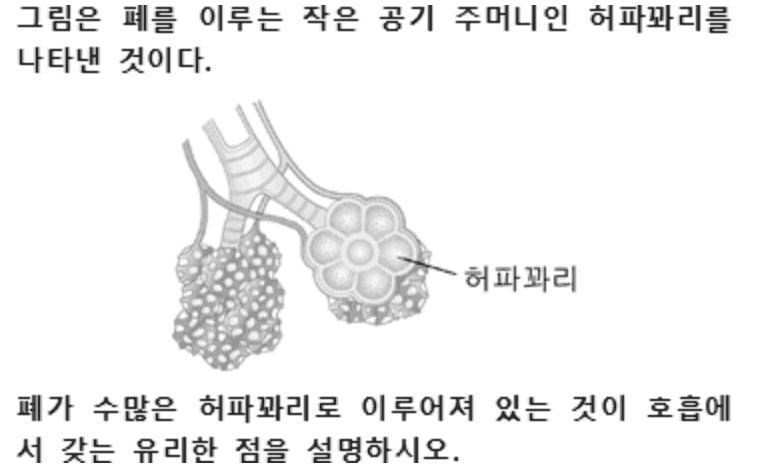 그림은 폐를 이루는 작은 공기 주머니인 허파꽈리를
나타낸 것이다.
허파꽈리
폐가 수많은 허파꽈리로 이루어져 있는 것이 호흡에
서 갖는 유리한 점을 설명하시오.